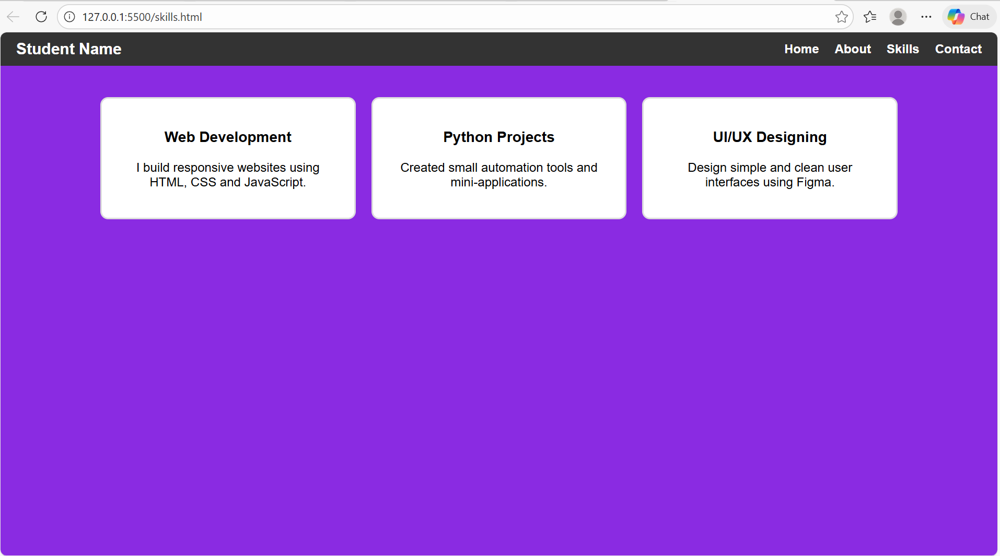 127.0.0.1:5500/skills.html
Chat
Student Name
Home About Skills Contact
Web Development
I build responsive websites using
HTML, CSS and JavaScript.
Python Projects
Created small automation tools and
mini-applications.
UI/UX Designing
Design simple and clean user
interfaces using Figma.